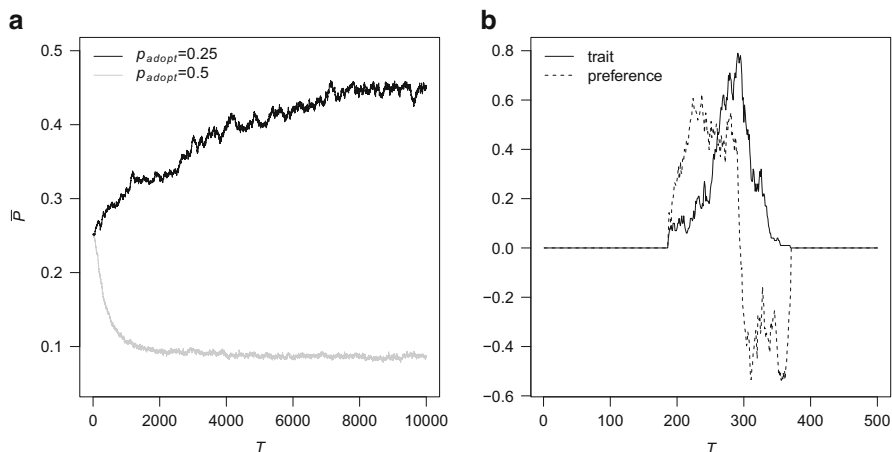 a
p_adopt=0.25
p_adopt=0.5
0.5
0.4
0.3
0.2
0.1
P̅
0 2000 4000 6000 8000 10000
T
b
trait
preference
0.8
0.6
0.4
0.2
0.0
−0.2
−0.4
−0.6
0 100 200 300 400 500
T